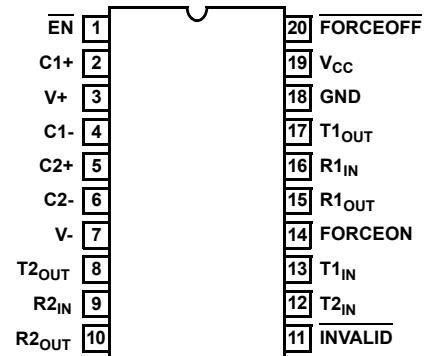 EN 1 20 FORCEOFF
C1+ 2 19 VCC
V+ 3 18 GND
C1- 4 17 T1OUT
C2+ 5 16 R1IN
C2- 6 15 R1OUT
V- 7 14 FORCEON
T2OUT 8 13 T1IN
R2IN 9 12 T2IN
R2OUT 10 11 INVALID